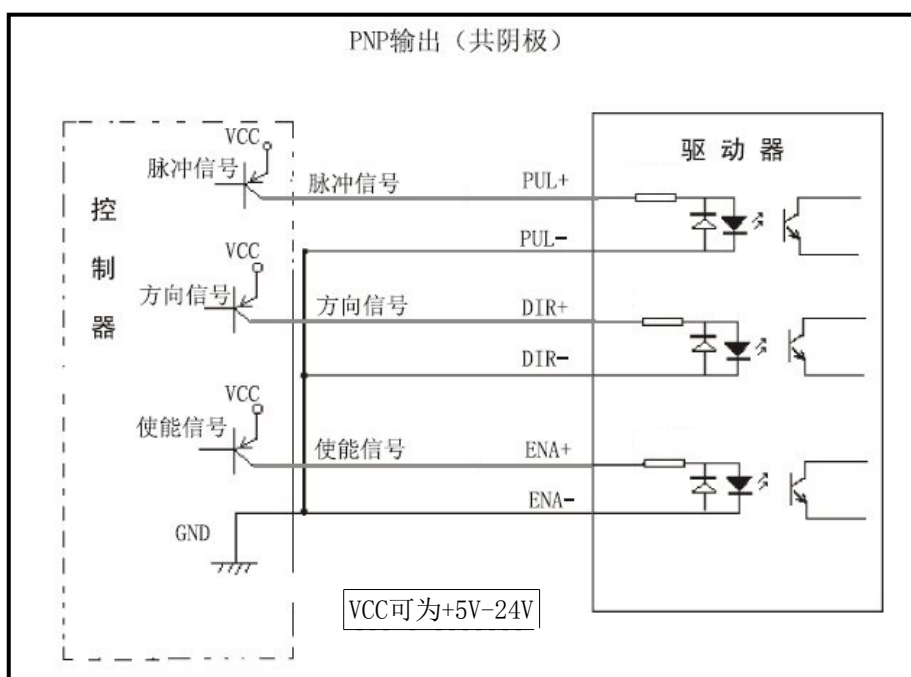 PNP输出（共阴极）
驱动器
控制器
VCC
脉冲信号
脉冲信号
PUL+
PUL-
VCC
方向信号
方向信号
DIR+
DIR-
VCC
使能信号
使能信号
ENA+
ENA-
GND
VCC可为+5V-24V